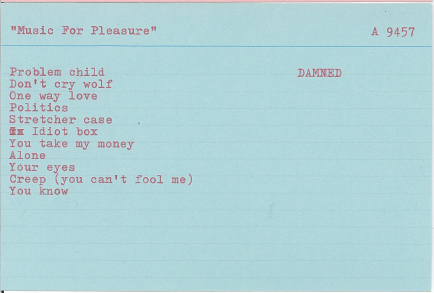 "Music For Pleasure" A 9457
Problem child DAMNED
Don't cry wolf
One way love
Politics
Stretcher case
Idiot box
You take my money
Alone
Your eyes
Creep (you can't fool me)
You know